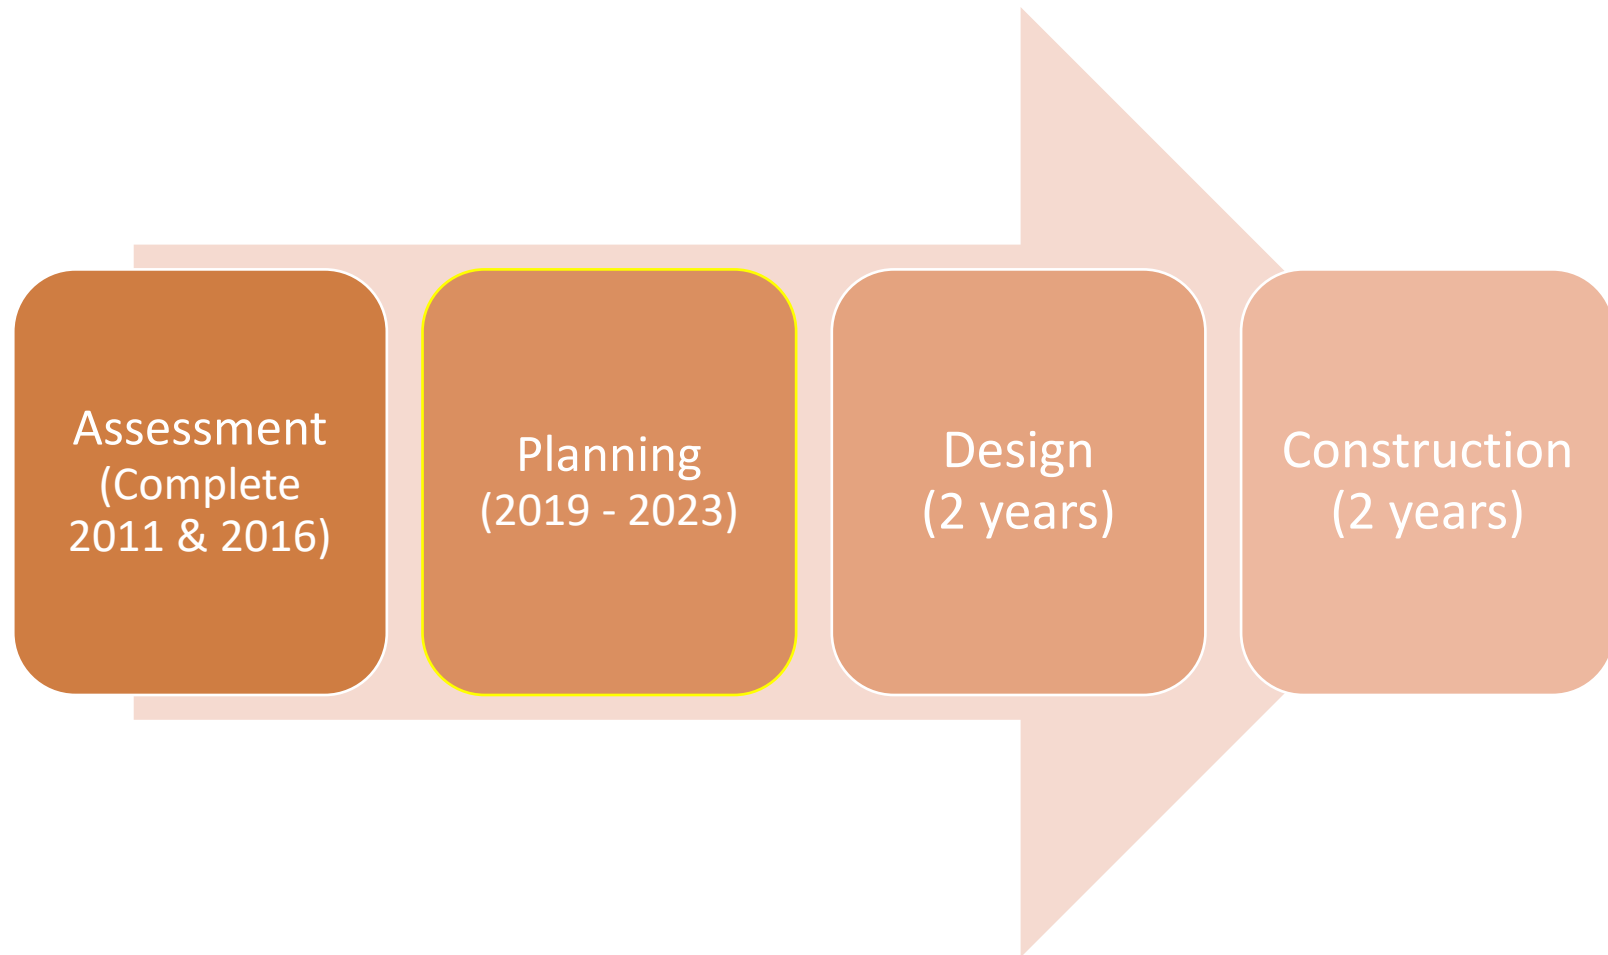 Assessment
(Complete
2011 & 2016)
Planning
(2019 - 2023)
Design
(2 years)
Construction
(2 years)